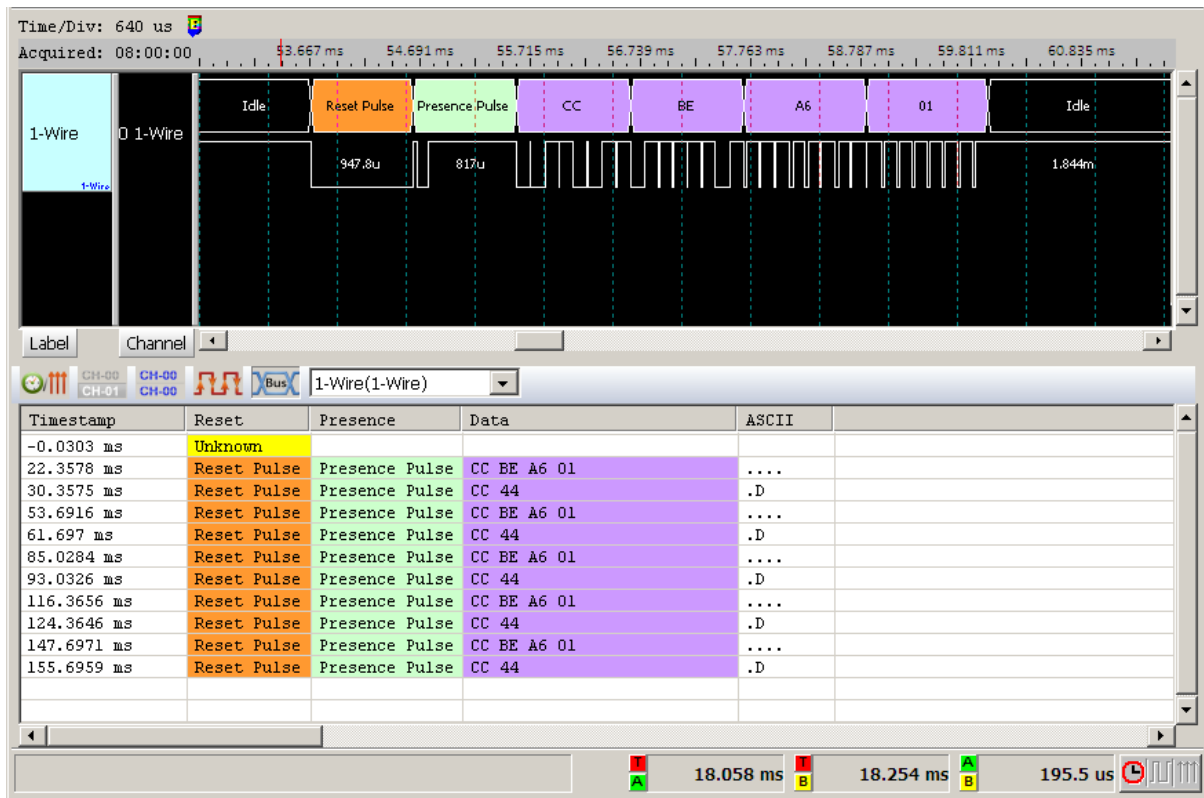 Time/Div: 640 us
Acquired: 08:00:00 53.667 ms 54.691 ms 55.715 ms 56.739 ms 57.763 ms 58.787 ms 59.811 ms 60.835 ms
1-Wire 0 1-Wire Idle Reset Pulse Presence Pulse CC BE A6 01 Idle
947.8u 817u 1.844m
1-Wire
Label Channel
CH-00 CH-01 CH-00 CH-00 Bus 1-Wire(1-Wire)
Timestamp Reset Presence Data ASCII
-0.0303 ms Unknown
22.3578 ms Reset Pulse Presence Pulse CC BE A6 01 ....
30.3575 ms Reset Pulse Presence Pulse CC 44 .D
53.6916 ms Reset Pulse Presence Pulse CC BE A6 01 ....
61.697 ms Reset Pulse Presence Pulse CC 44 .D
85.0284 ms Reset Pulse Presence Pulse CC BE A6 01 ....
93.0326 ms Reset Pulse Presence Pulse CC 44 .D
116.3656 ms Reset Pulse Presence Pulse CC BE A6 01 ....
124.3646 ms Reset Pulse Presence Pulse CC 44 .D
147.6971 ms Reset Pulse Presence Pulse CC BE A6 01 ....
155.6959 ms Reset Pulse Presence Pulse CC 44 .D
T A 18.058 ms T B 18.254 ms A B 195.5 us